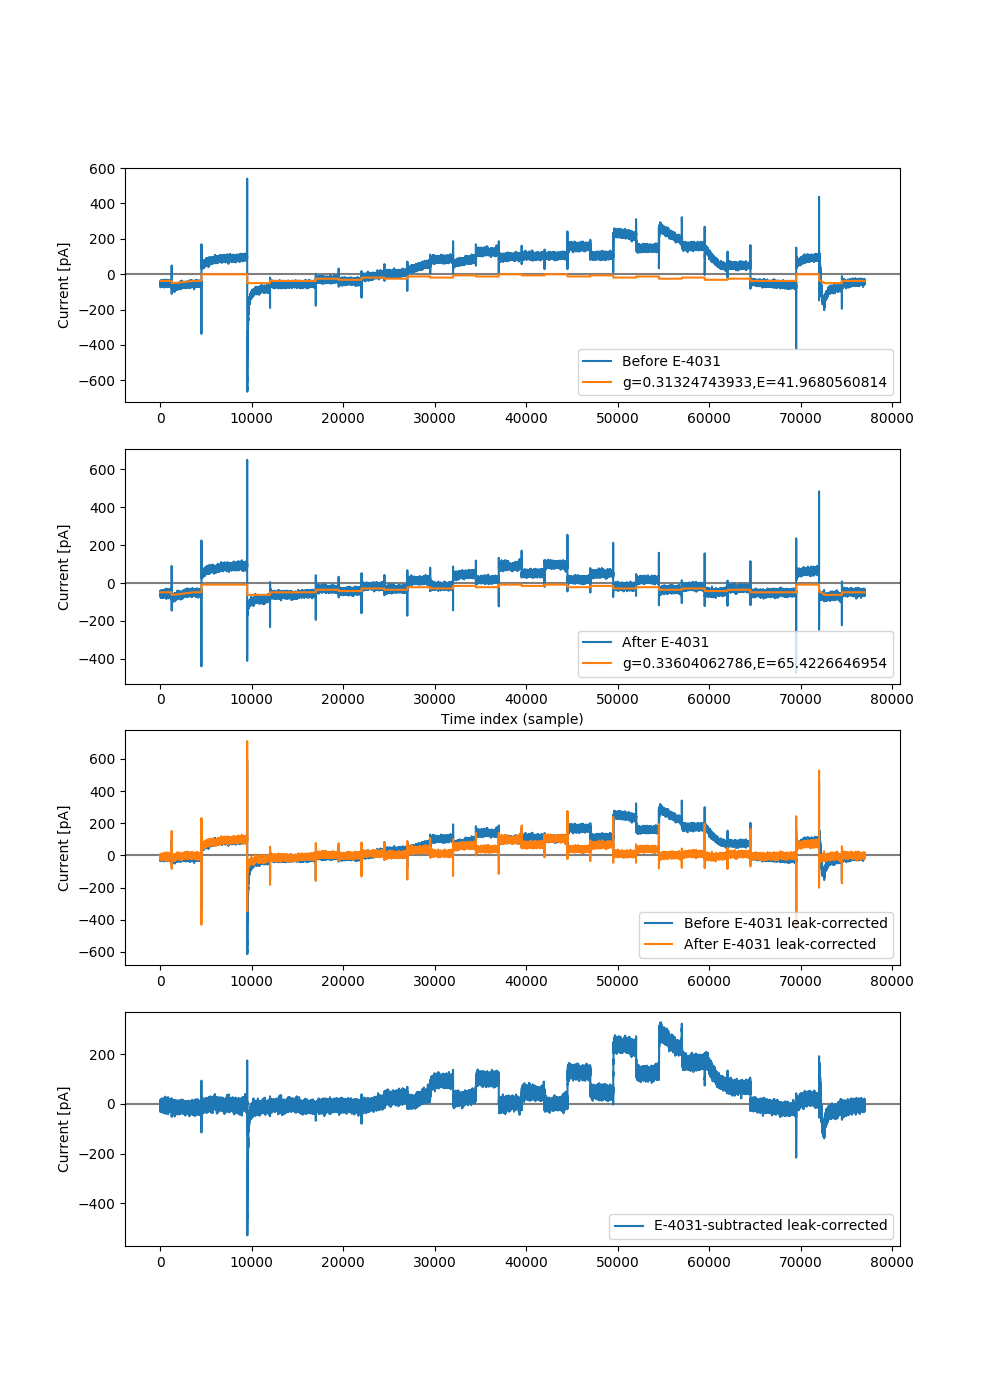 600
400
200
0
−200
−400
−600
Current [pA]
Before E-4031
g=0.31324743933,E=41.9680560814
0 10000 20000 30000 40000 50000 60000 70000 80000
600
400
200
0
−200
−400
Current [pA]
After E-4031
g=0.33604062786,E=65.4226646954
0 10000 20000 30000 40000 50000 60000 70000 80000
Time index (sample)
600
400
200
0
−200
−400
−600
Current [pA]
Before E-4031 leak-corrected
After E-4031 leak-corrected
0 10000 20000 30000 40000 50000 60000 70000 80000
200
0
−200
−400
Current [pA]
E-4031-subtracted leak-corrected
0 10000 20000 30000 40000 50000 60000 70000 80000